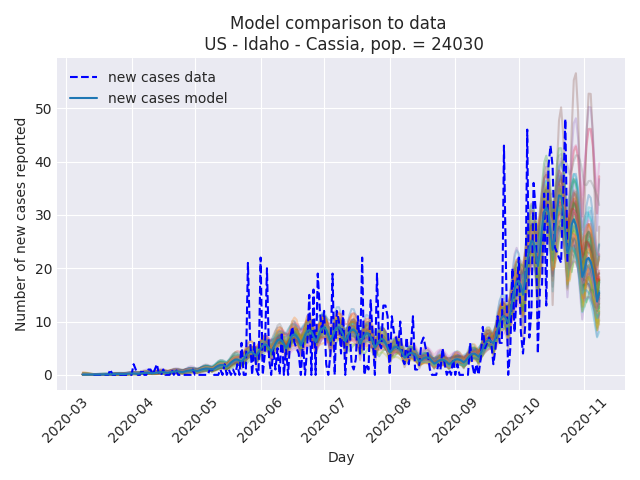 Model comparison to data
US - Idaho - Cassia, pop. = 24030
new cases data
new cases model
Number of new cases reported
50
40
30
20
10
0
2020-03
2020-04
2020-05
2020-06
2020-07
2020-08
2020-09
2020-10
2020-11
Day